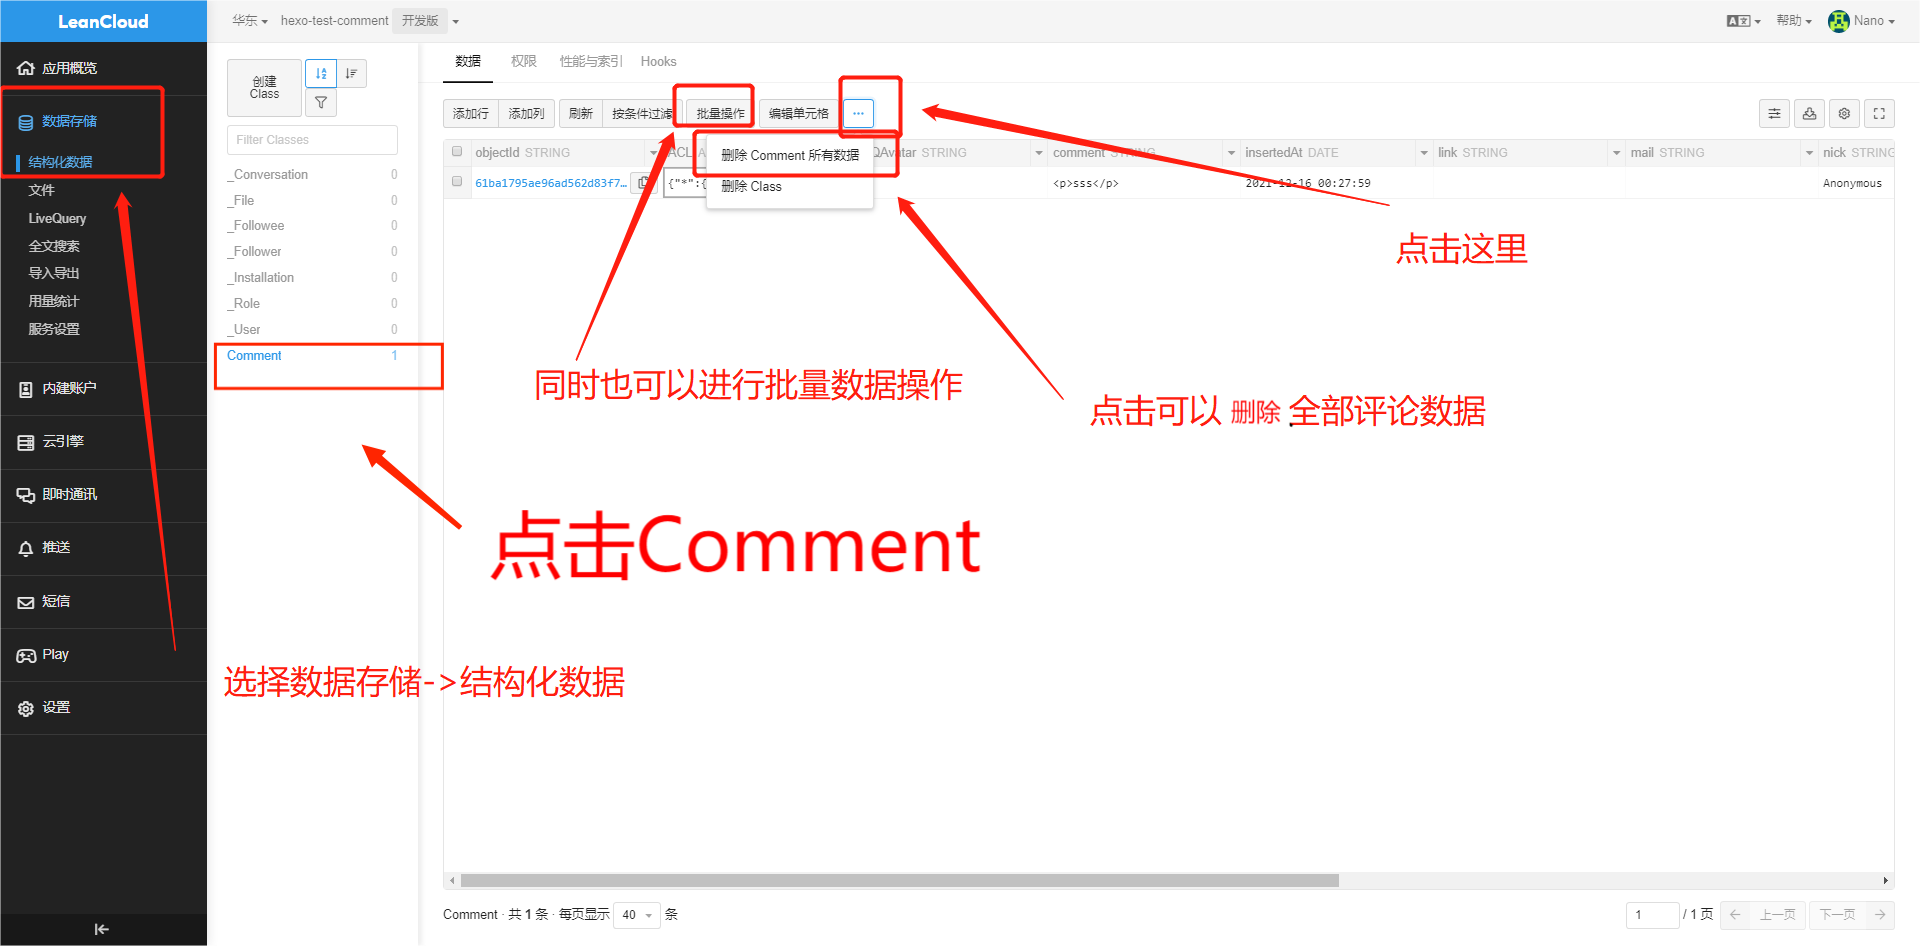 LeanCloud
华东
hexo-test-comment
开发版
帮助
Nano
应用概览
数据存储
结构化数据
文件
LiveQuery
全文搜索
导入导出
用量统计
服务设置
内建账户
云引擎
即时通讯
推送
短信
Play
设置
创建
Class
Filter Classes
_Conversation 0
_File 0
_Followee 0
_Follower 0
_Installation 0
_Role 0
_User 0
Comment 1
数据 权限 性能与索引 Hooks
添加行 添加列 刷新 按条件过滤 批量操作 编辑单元格 ...
objectId STRING ACL QAvatar STRING comment STRING insertedAt DATE link STRING mail STRING nick STRING
61ba1795ae96ad562d83f7... {"*":{ <p>sss</p> 2021-12-16 00:27:59 Anonymous
删除 Comment 所有数据
删除 Class
点击这里
同时也可以进行批量数据操作
点击可以 删除 全部评论数据
点击Comment
选择数据存储->结构化数据
Comment · 共 1 条 · 每页显示 40 条
1 / 1 页 上一页 下一页